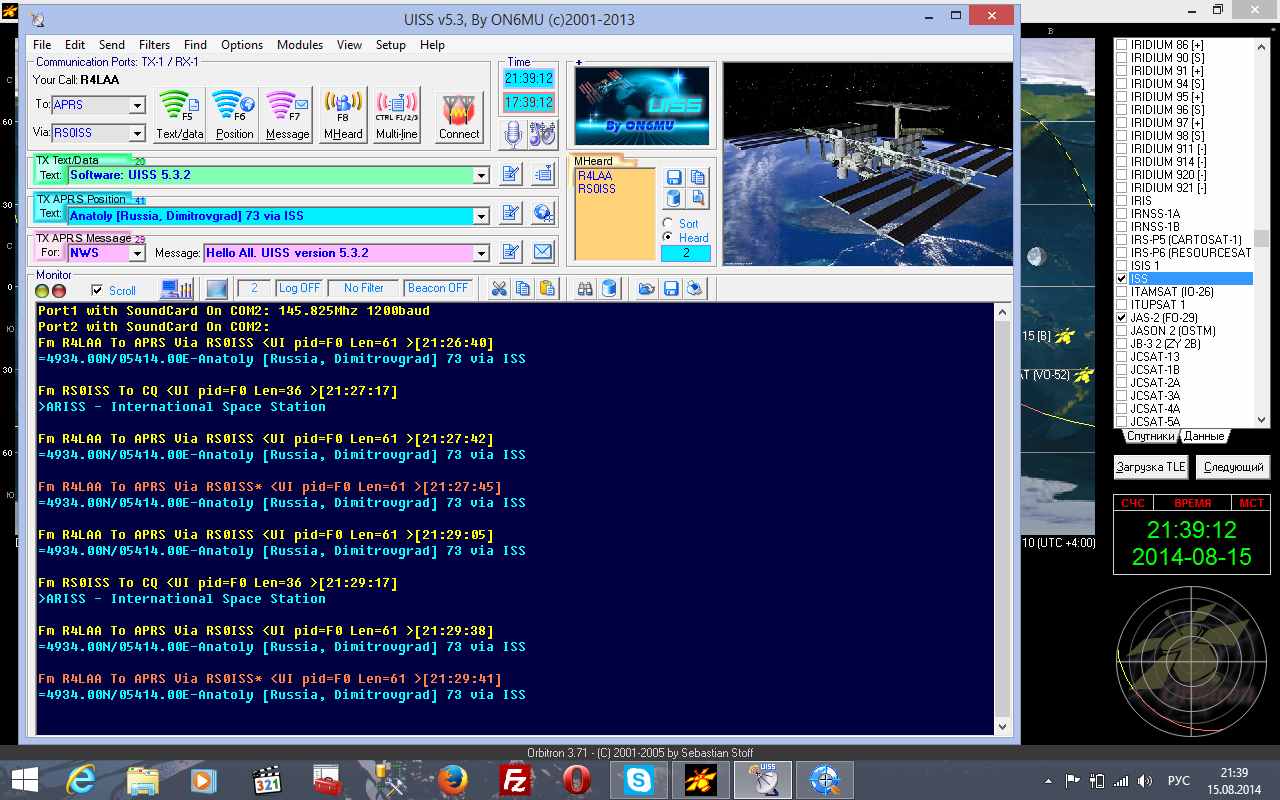 UISS v5.3, By ON6MU (c)2001-2013
File Edit Send Filters Find Options Modules View Setup Help
Communication Ports: TX-1 / RX-1
Your Call: R4LAA
To: APRS
Via: RS0ISS
F5 Text/data
F6 Position
F7 Message
F8 MHeard
CTRL F1/2/3 Multi-line
Connect
Time
21:39:12
17:39:12
+
UISS
By ON6MU
TX Text/Data 20
Text: Software: UISS 5.3.2
TX APRS Position 41
Text: Anatoly [Russia, Dimitrovgrad] 73 via ISS
TX APRS Message 29
For: NWS Message: Hello All. UISS version 5.3.2
MHeard
R4LAA
RS0ISS
Sort
Heard
2
Monitor
Scroll 2 Log OFF No Filter Beacon OFF
Port1 with SoundCard On COM2: 145.825Mhz 1200baud
Port2 with SoundCard On COM2:
Fm R4LAA To APRS Via RS0ISS <UI pid=F0 Len=61 >[21:26:40]
=4934.00N/05414.00E-Anatoly [Russia, Dimitrovgrad] 73 via ISS
Fm RS0ISS To CQ <UI pid=F0 Len=36 >[21:27:17]
>ARISS - International Space Station
Fm R4LAA To APRS Via RS0ISS <UI pid=F0 Len=61 >[21:27:42]
=4934.00N/05414.00E-Anatoly [Russia, Dimitrovgrad] 73 via ISS
Fm R4LAA To APRS Via RS0ISS* <UI pid=F0 Len=61 >[21:27:45]
=4934.00N/05414.00E-Anatoly [Russia, Dimitrovgrad] 73 via ISS
Fm R4LAA To APRS Via RS0ISS <UI pid=F0 Len=61 >[21:29:05]
=4934.00N/05414.00E-Anatoly [Russia, Dimitrovgrad] 73 via ISS
Fm RS0ISS To CQ <UI pid=F0 Len=36 >[21:29:17]
>ARISS - International Space Station
Fm R4LAA To APRS Via RS0ISS <UI pid=F0 Len=61 >[21:29:38]
=4934.00N/05414.00E-Anatoly [Russia, Dimitrovgrad] 73 via ISS
Fm R4LAA To APRS Via RS0ISS* <UI pid=F0 Len=61 >[21:29:41]
=4934.00N/05414.00E-Anatoly [Russia, Dimitrovgrad] 73 via ISS
С
60
30
С
0
Ю
30
60
Ю
В
15 [B]
AT (VO-52)
10 (UTC +4:00)
IRIDIUM 86 [+]
IRIDIUM 90 [S]
IRIDIUM 91 [+]
IRIDIUM 94 [S]
IRIDIUM 95 [+]
IRIDIUM 96 [S]
IRIDIUM 97 [+]
IRIDIUM 98 [S]
IRIDIUM 911 [-]
IRIDIUM 914 [-]
IRIDIUM 920 [-]
IRIDIUM 921 [-]
IRIS
IRNSS-1A
IRNSS-1B
IRS-P5 (CARTOSAT-1)
IRS-P6 (RESOURCESAT
ISIS 1
ISS
ITAMSAT (IO-26)
ITUPSAT 1
JAS-2 (FO-29)
JASON 2 (OSTM)
JB-3 2 (ZY 2B)
JCSAT-13
JCSAT-1B
JCSAT-2A
JCSAT-3A
JCSAT-4A
JCSAT-5A
Спутники Данные
Загрузка TLE Следующий
СЧС ВРЕМЯ МСТ
21:39:12
2014-08-15
Orbitron
Orbitron 3.71 - (C) 2001-2005 by Sebastian Stoff
321
UISS
РУС
21:39
15.08.2014